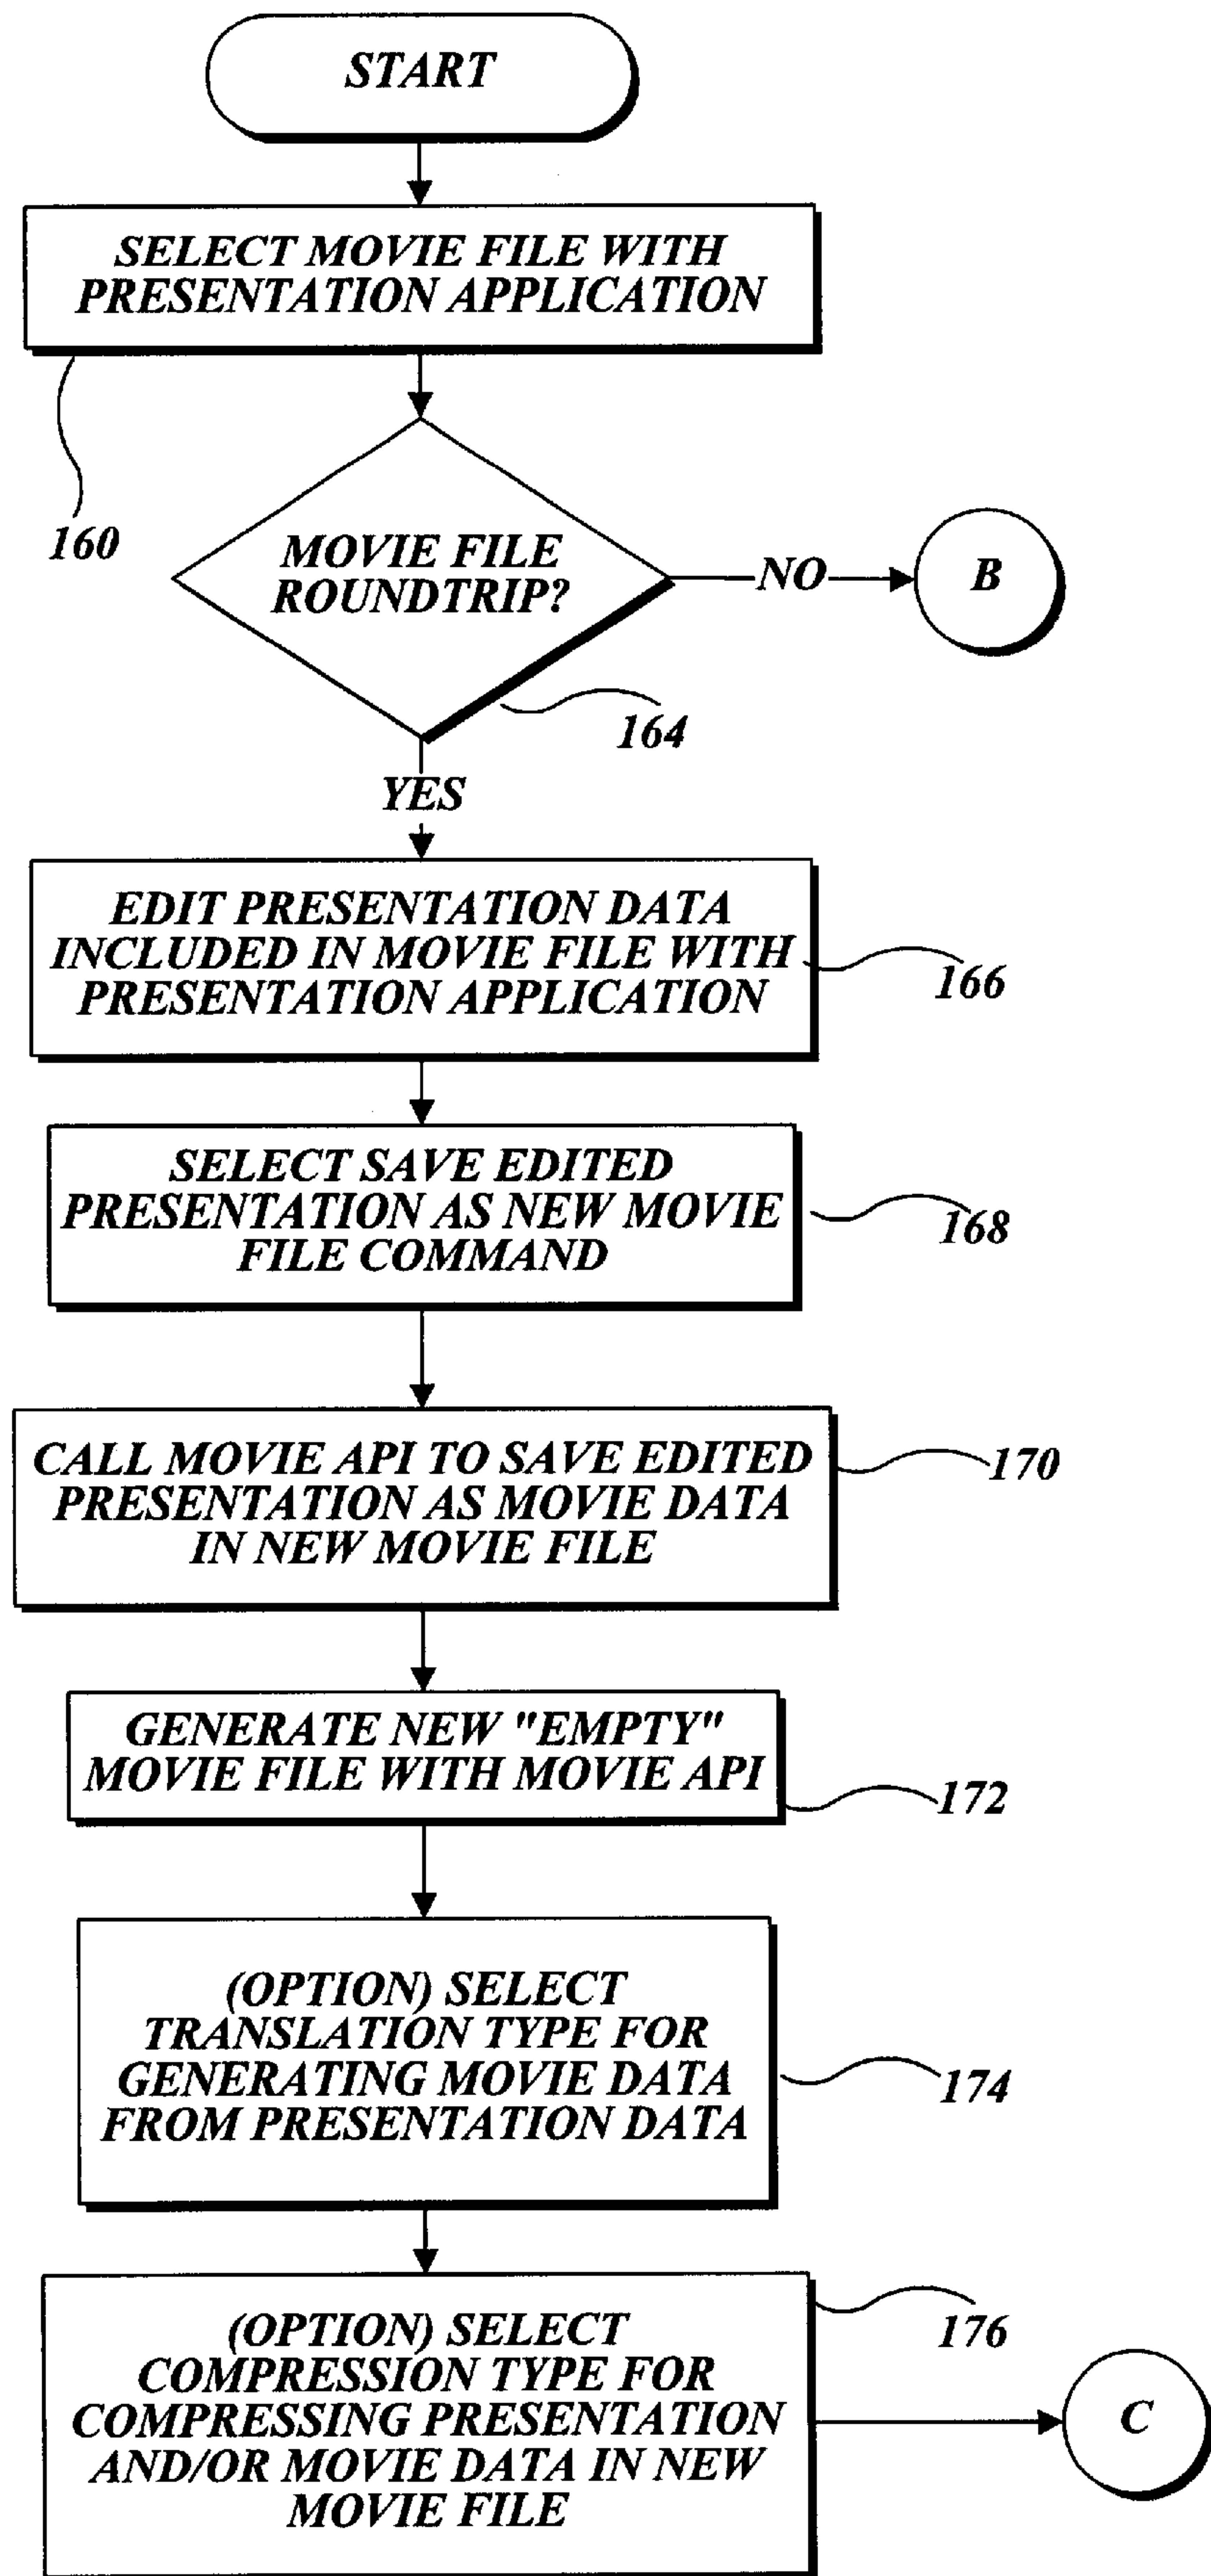 START
SELECT MOVIE FILE WITH
PRESENTATION APPLICATION
160
MOVIE FILE
ROUNDTRIP?
NO
B
164
YES
EDIT PRESENTATION DATA
INCLUDED IN MOVIE FILE WITH
PRESENTATION APPLICATION
166
SELECT SAVE EDITED
PRESENTATION AS NEW MOVIE
FILE COMMAND
168
CALL MOVIE API TO SAVE EDITED
PRESENTATION AS MOVIE DATA
IN NEW MOVIE FILE
170
GENERATE NEW "EMPTY"
MOVIE FILE WITH MOVIE API
172
(OPTION) SELECT
TRANSLATION TYPE FOR
GENERATING MOVIE DATA
FROM PRESENTATION DATA
174
(OPTION) SELECT
COMPRESSION TYPE FOR
COMPRESSING PRESENTATION
AND/OR MOVIE DATA IN NEW
MOVIE FILE
176
C